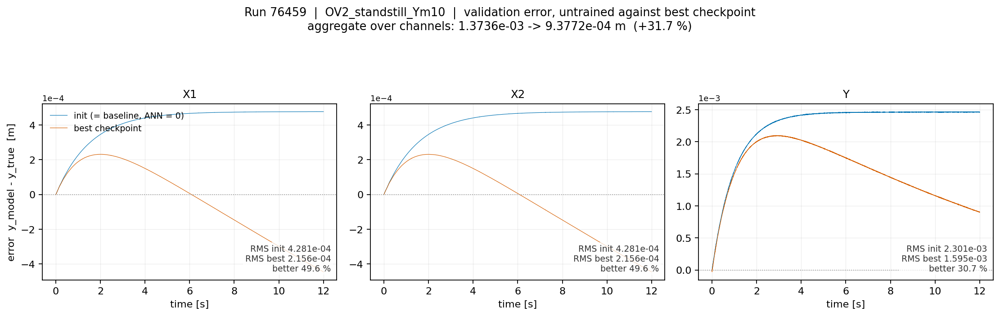 Run 76459 | OV2_standstill_Ym10 | validation error, untrained against best checkpoint
aggregate over channels: 1.3736e-03 -> 9.3772e-04 m (+31.7 %)
X1
1e−4
init (= baseline, ANN = 0)
best checkpoint
error y_model - y_true [m]
4
2
0
−2
−4
RMS init 4.281e-04
RMS best 2.156e-04
better 49.6 %
0 2 4 6 8 10 12
time [s]
X2
1e−4
4
2
0
−2
−4
RMS init 4.281e-04
RMS best 2.156e-04
better 49.6 %
0 2 4 6 8 10 12
time [s]
Y
1e−3
2.5
2.0
1.5
1.0
0.5
0.0
RMS init 2.301e-03
RMS best 1.595e-03
better 30.7 %
0 2 4 6 8 10 12
time [s]